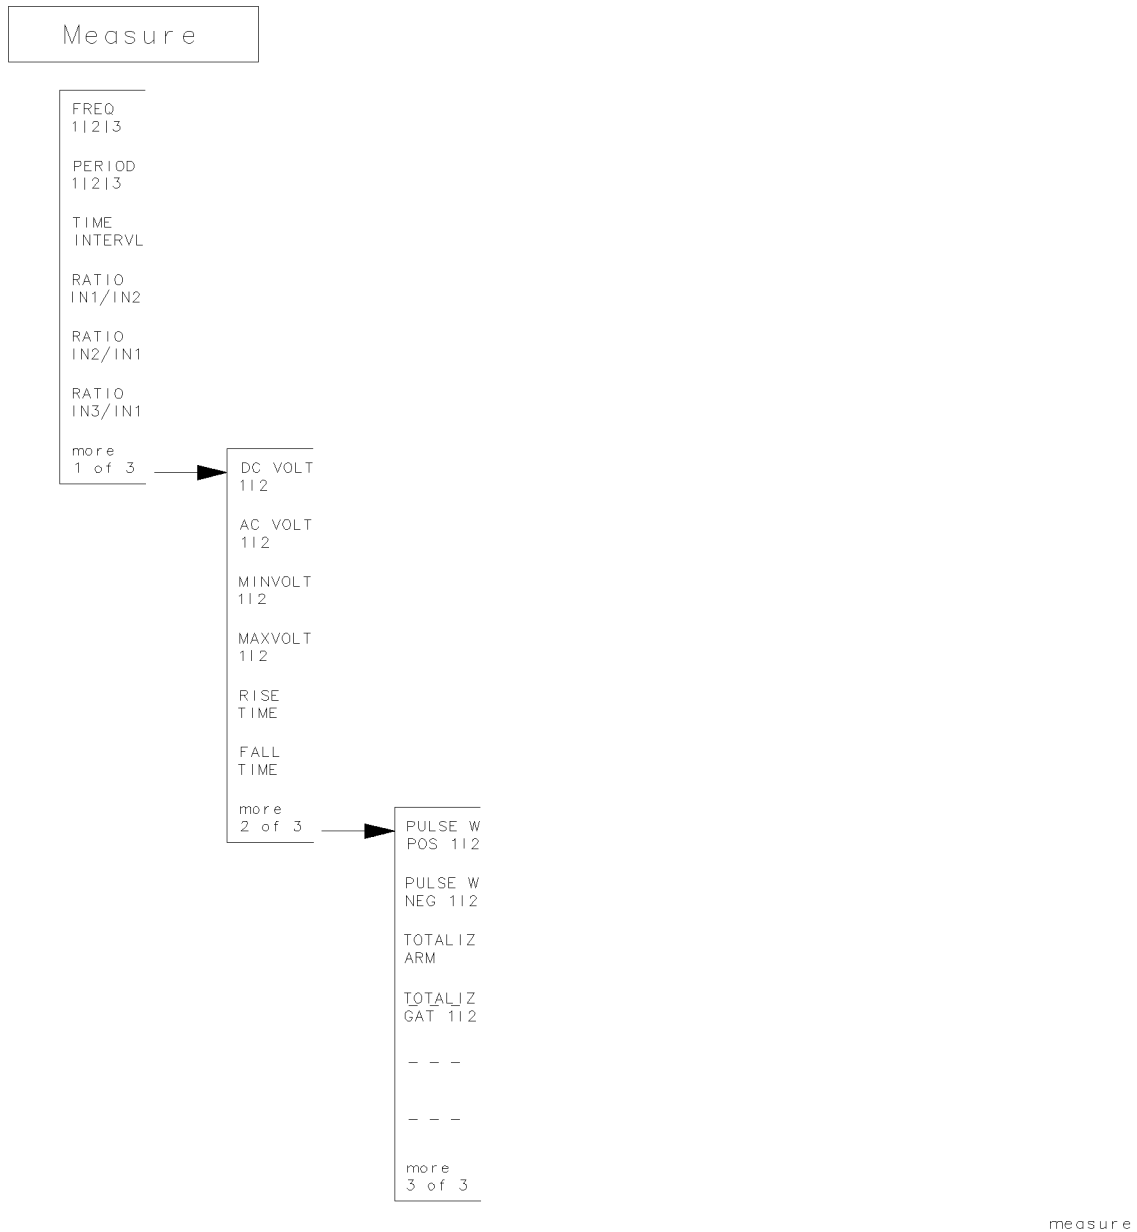 Measure
FREQ
1|2|3
PERIOD
1|2|3
TIME
INTERVL
RATIO
IN1/IN2
RATIO
IN2/IN1
RATIO
IN3/IN1
more
1 of 3
DC VOLT
1|2
AC VOLT
1|2
MINVOLT
1|2
MAXVOLT
1|2
RISE
TIME
FALL
TIME
more
2 of 3
PULSE W
POS 1|2
PULSE W
NEG 1|2
TOTALIZ
ARM
TOTALIZ
GAT 1|2
– – –
– – –
more
3 of 3
measure